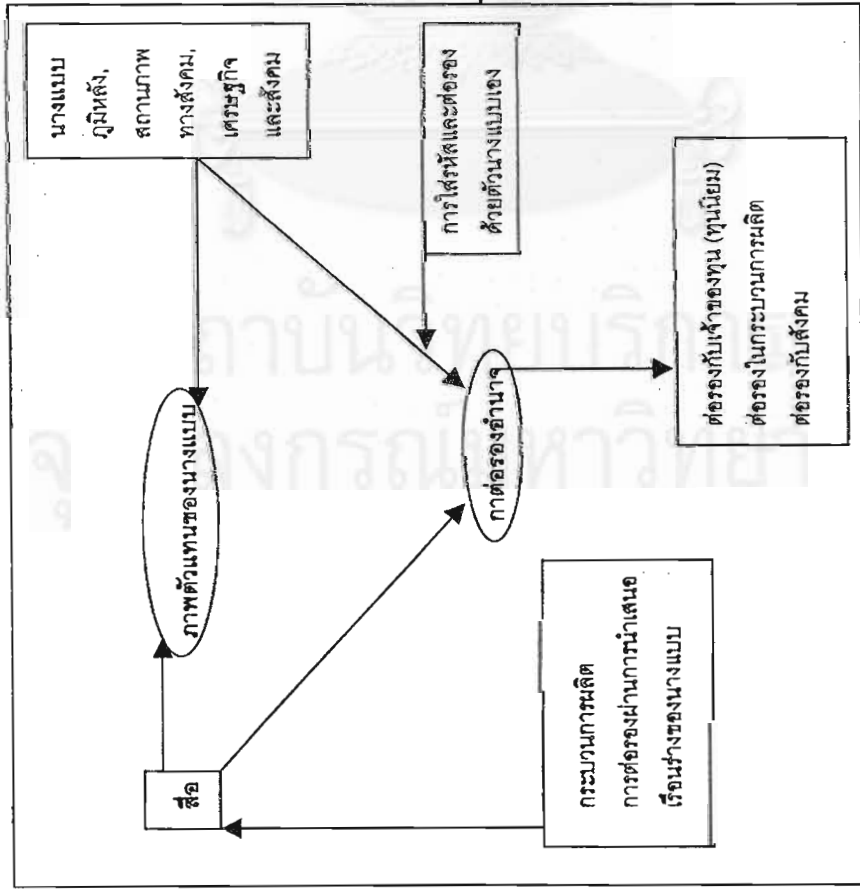 สื่อ
ภาพตัวแทนของนางแบบ
นางแบบ
ภูมิหลัง,
สถานภาพ
ทางสังคม,
เศรษฐกิจ
และสังคม
การใส่รหัสและต่อรอง
ด้วยตัวนางแบบเอง
กาต่อรองอำนาจ
กระบวนการผลิต
การต่อรองผ่านการนำเสนอ
เรือนร่างของนางแบบ
ต่อรองกับเจ้าของทุน (ทุนนิยม)
ต่อรองในกระบวนการผลิต
ต่อรองกับสังคม